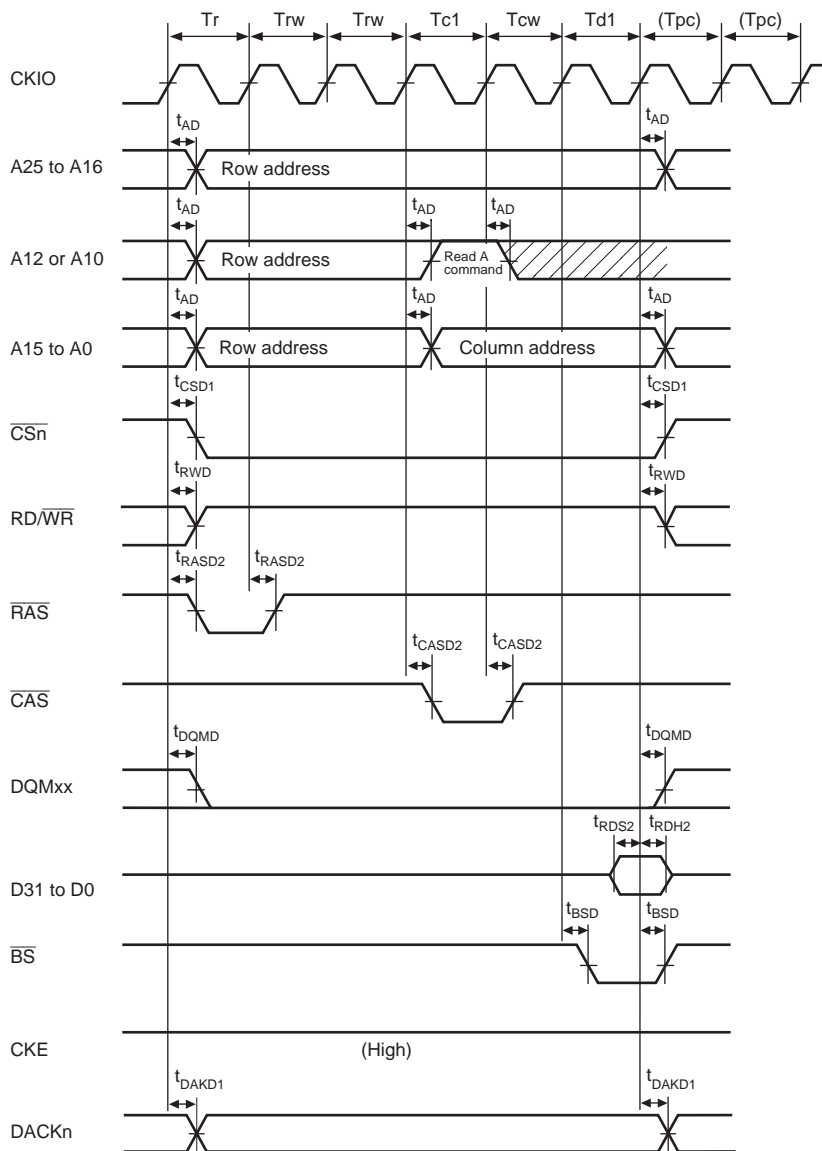 Tr Trw Trw Tc1 Tcw Td1 (Tpc) (Tpc)
CKIO
tAD tAD
A25 to A16 Row address
tAD tAD tAD
A12 or A10 Row address Read A command
tAD tAD tAD
A15 to A0 Row address Column address
tCSD1 tCSD1
CSn
tRWD tRWD
RD/WR
tRASD2 tRASD2
RAS
tCASD2 tCASD2
CAS
tDQMD tDQMD
DQMxx
tRDS2 tRDH2
D31 to D0
tBSD tBSD
BS
CKE (High)
tDAKD1 tDAKD1
DACKn